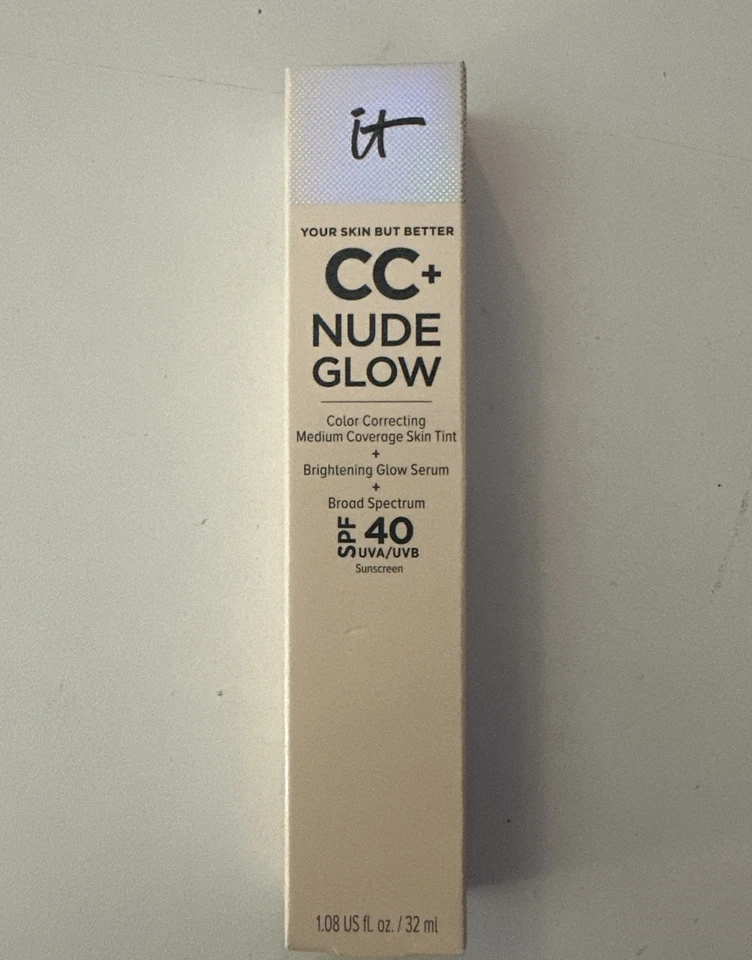 it
YOUR SKIN BUT BETTER
CC+
NUDE
GLOW
Color Correcting
Medium Coverage Skin Tint
+
Brightening Glow Serum
+
Broad Spectrum
SPF 40
UVA/UVB
Sunscreen
1.08 US fl. oz. / 32 ml